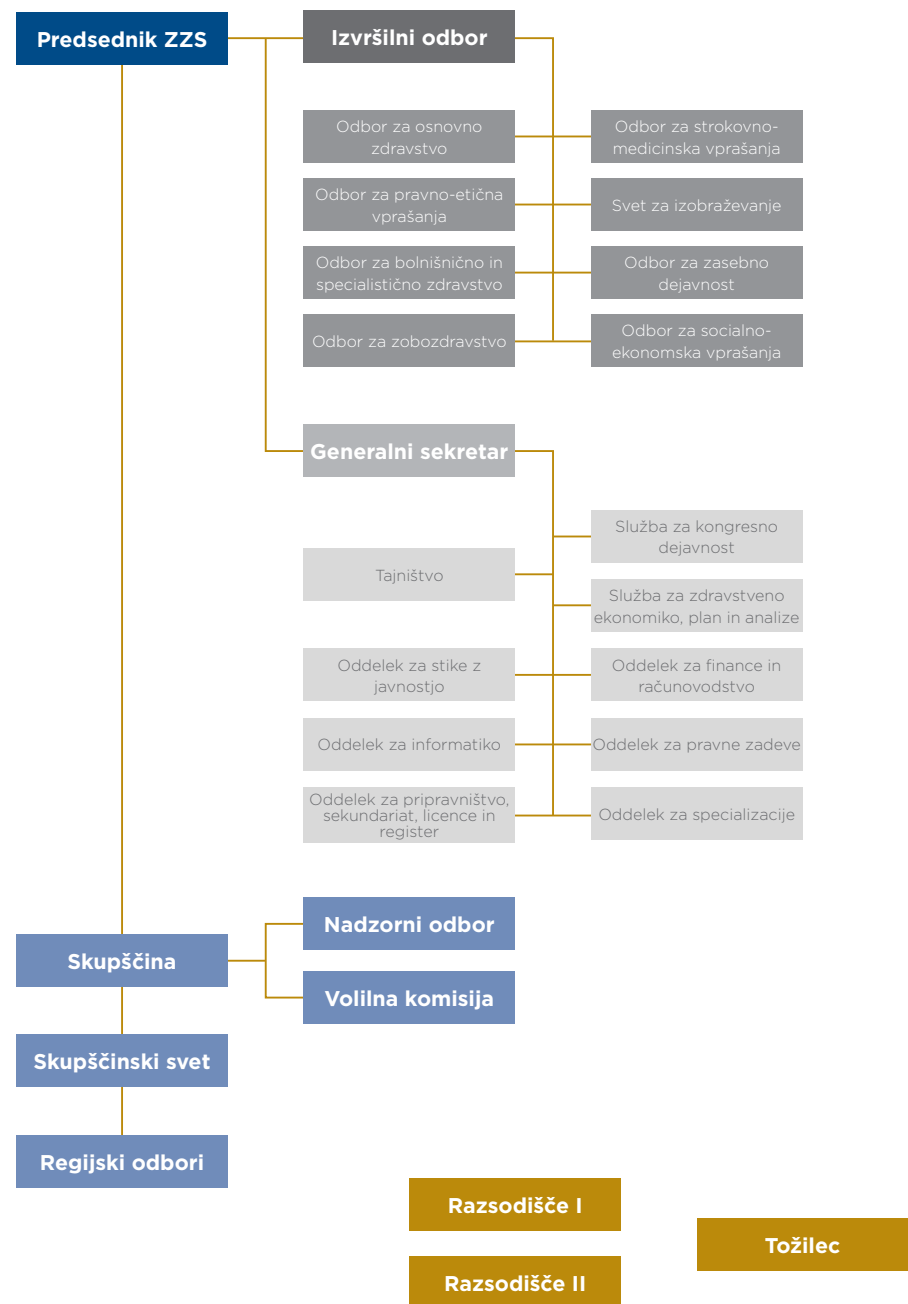 Predsednik ZZS
Izvršilni odbor
Odbor za osnovno
zdravstvo
Odbor za strokovno-
medicinska vprašanja
Odbor za pravno-etična
vprašanja
Svet za izobraževanje
Odbor za bolnišnično in
specialistično zdravstvo
Odbor za zasebno
dejavnost
Odbor za zobozdravstvo
Odbor za socialno-
ekonomska vprašanja
Generalni sekretar
Služba za kongresno
dejavnost
Tajništvo
Služba za zdravstveno
ekonomiko, plan in analize
Oddelek za stike z
javnostjo
Oddelek za finance in
računovodstvo
Oddelek za informatiko
Oddelek za pravne zadeve
Oddelek za pripravništvo,
sekundariat, licence in
register
Oddelek za specializacije
Nadzorni odbor
Skupščina
Volilna komisija
Skupščinski svet
Regijski odbori
Razsodišče I
Tožilec
Razsodišče II